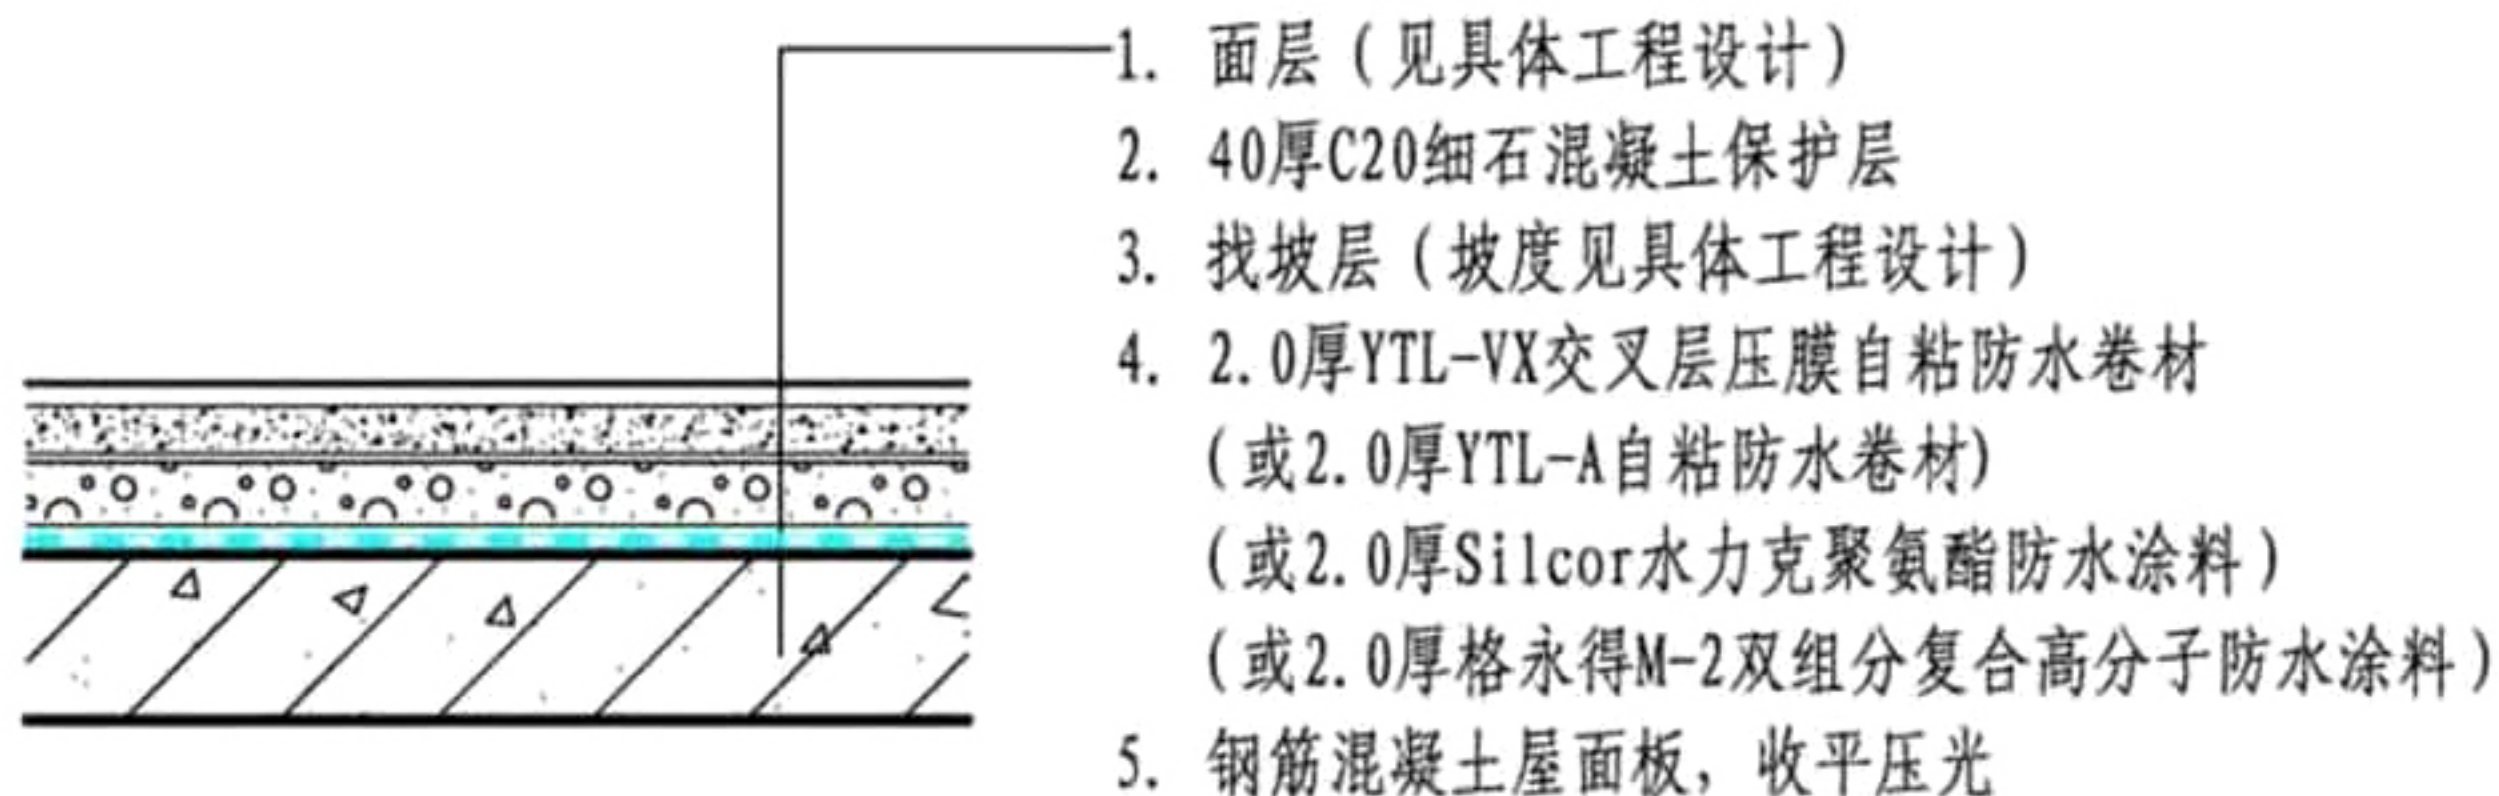 1. 面层（见具体工程设计）
2. 40厚C20细石混凝土保护层
3. 找坡层（坡度见具体工程设计）
4. 2.0厚YTL-VX交叉层压膜自粘防水卷材
(或2.0厚YTL-A自粘防水卷材)
(或2.0厚Silcor水力克聚氨酯防水涂料)
(或2.0厚格永得M-2双组分复合高分子防水涂料)
5. 钢筋混凝土屋面板，收平压光